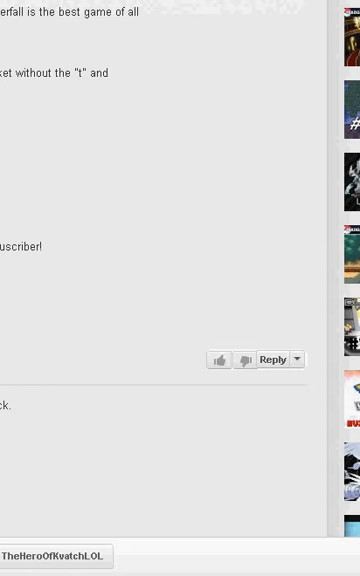 erfall is the best game of all
ket without the "t" and
uscriber!
Reply
ck.
TheHeroOfKvatchLOL